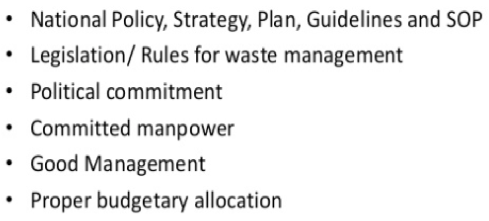 • National Policy, Strategy, Plan, Guidelines and SOP
• Legislation/ Rules for waste management
• Political commitment
• Committed manpower
• Good Management
• Proper budgetary allocation